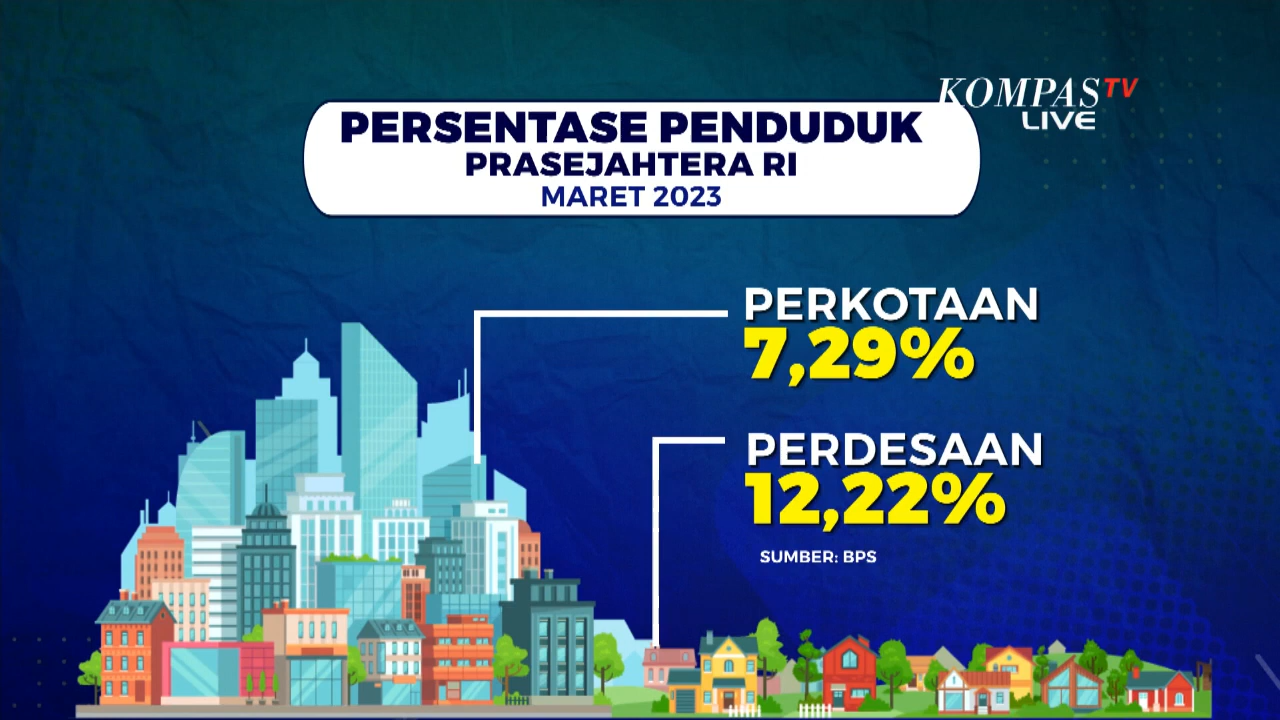 KOMPAS TV
LIVE
PERSENTASE PENDUDUK
PRASEJAHTERA RI
MARET 2023
PERKOTAAN
7,29%
PERDESAAN
12,22%
SUMBER: BPS